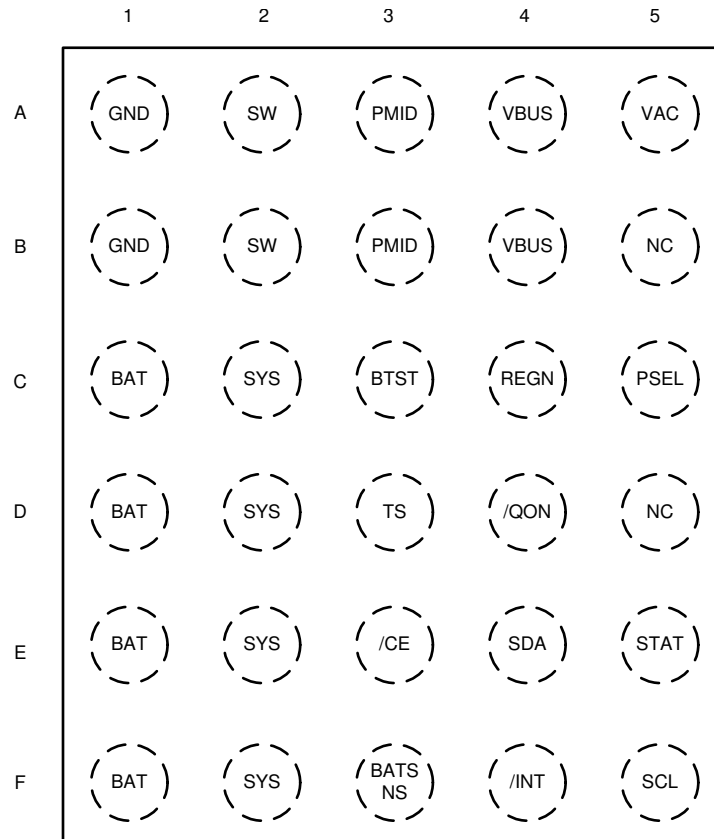 1 2 3 4 5
A GND SW PMID VBUS VAC
B GND SW PMID VBUS NC
C BAT SYS BTST REGN PSEL
D BAT SYS TS /QON NC
E BAT SYS /CE SDA STAT
F BAT SYS BATS NS /INT SCL